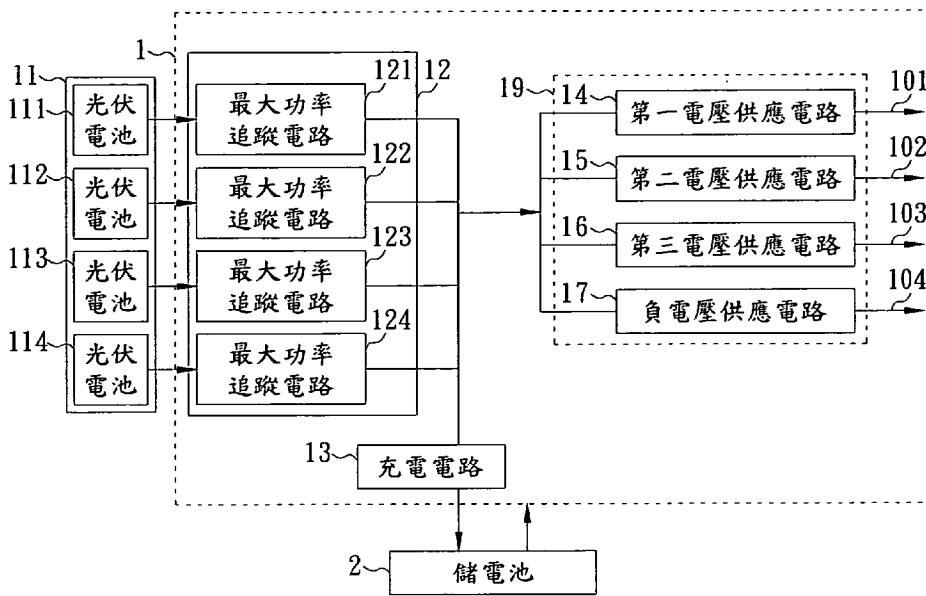 1
11
111
光伏
電池
112
光伏
電池
113
光伏
電池
114
光伏
電池
12
121
最大功率
追蹤電路
122
最大功率
追蹤電路
123
最大功率
追蹤電路
124
最大功率
追蹤電路
13
充電電路
19
14
第一電壓供應電路
101
15
第二電壓供應電路
102
16
第三電壓供應電路
103
17
負電壓供應電路
104
2
儲電池